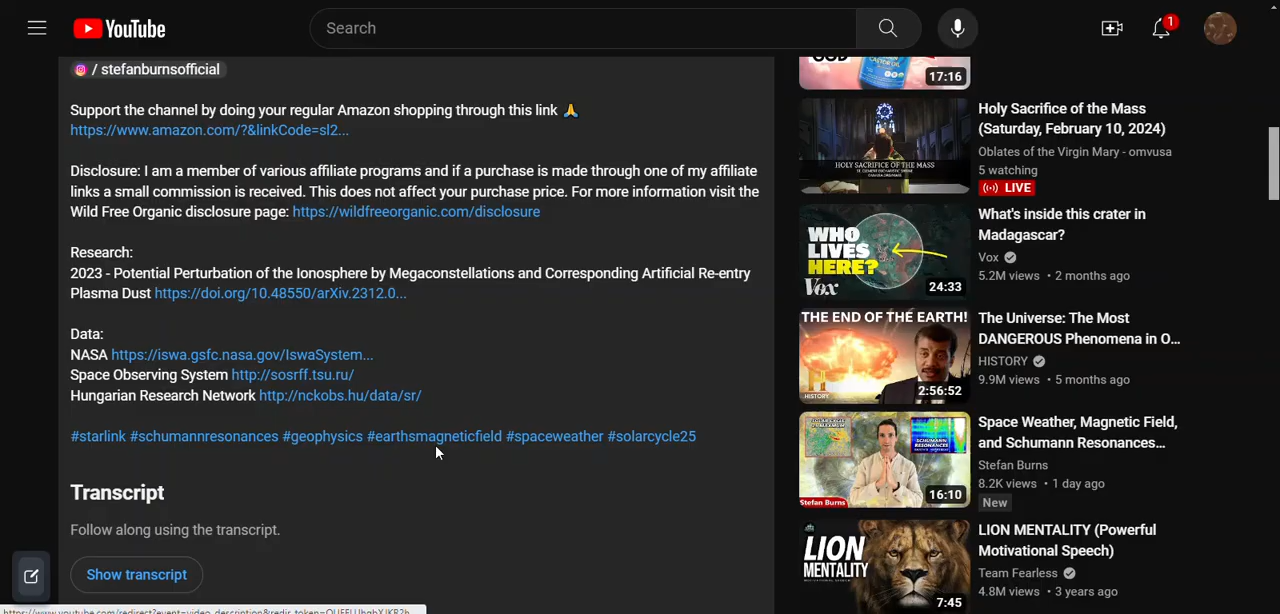 YouTube
Search
1
/ stefanburnsofficial
Support the channel by doing your regular Amazon shopping through this link 🙏
https://www.amazon.com/?&linkCode=sl2...
Disclosure: I am a member of various affiliate programs and if a purchase is made through one of my affiliate
links a small commission is received. This does not affect your purchase price. For more information visit the
Wild Free Organic disclosure page: https://wildfreeorganic.com/disclosure
Research:
2023 - Potential Perturbation of the Ionosphere by Megaconstellations and Corresponding Artificial Re-entry
Plasma Dust https://doi.org/10.48550/arXiv.2312.0...
Data:
NASA https://iswa.gsfc.nasa.gov/IswaSystem...
Space Observing System http://sosrff.tsu.ru/
Hungarian Research Network http://nckobs.hu/data/sr/
#starlink #schumannresonances #geophysics #earthsmagneticfield #spaceweather #solarcycle25
Transcript
Follow along using the transcript.
Show transcript
17:16
HOLY SACRIFICE OF THE MASS
Holy Sacrifice of the Mass
(Saturday, February 10, 2024)
Oblates of the Virgin Mary - omvusa
5 watching
LIVE
WHO
LIVES
HERE?
Vox
24:33
What's inside this crater in
Madagascar?
Vox
5.2M views • 2 months ago
THE END OF THE EARTH!
HISTORY
2:56:52
The Universe: The Most
DANGEROUS Phenomena in O...
HISTORY
9.9M views • 5 months ago
SCHUMANN
RESONANCES
Stefan Burns
16:10
Space Weather, Magnetic Field,
and Schumann Resonances...
Stefan Burns
8.2K views • 1 day ago
New
LION
MENTALITY
7:45
LION MENTALITY (Powerful
Motivational Speech)
Team Fearless
4.8M views • 3 years ago